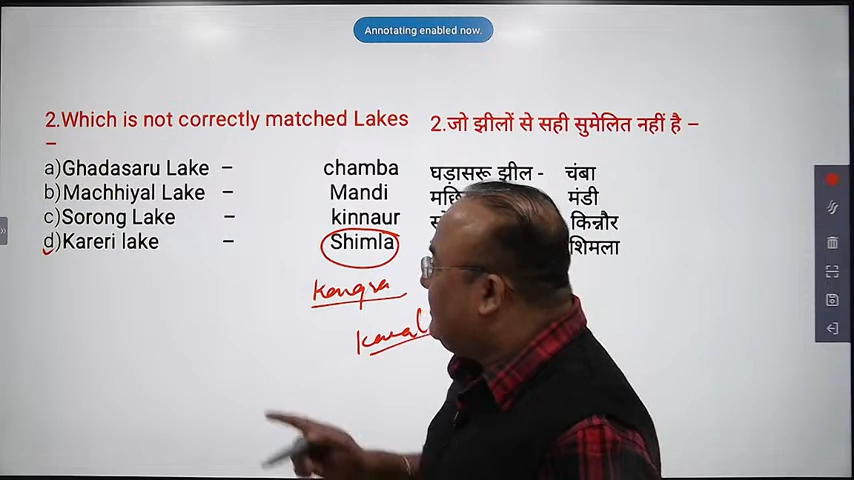 Annotating enabled now.
2.Which is not correctly matched Lakes
–
a)Ghadasaru Lake – chamba
b)Machhiyal Lake – Mandi
c)Sorong Lake – kinnaur
d)Kareri lake – Shimla
Kangra
2.जो झीलों से सही सुमेलित नहीं है –
घड़ासरू झील - चंबा
मंडी
किन्नौर
शिमला